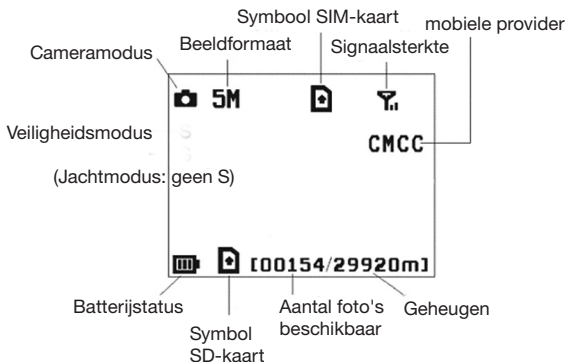 Symbool SIM-kaart
mobiele provider
Cameramodus
Beeldformaat
Signaalsterkte
5M
Veiligheidsmodus
S
CMCC
(Jachtmodus: geen S)
[00154/29920m]
Batterijstatus
Symbol
SD-kaart
Aantal foto's
beschikbaar
Geheugen